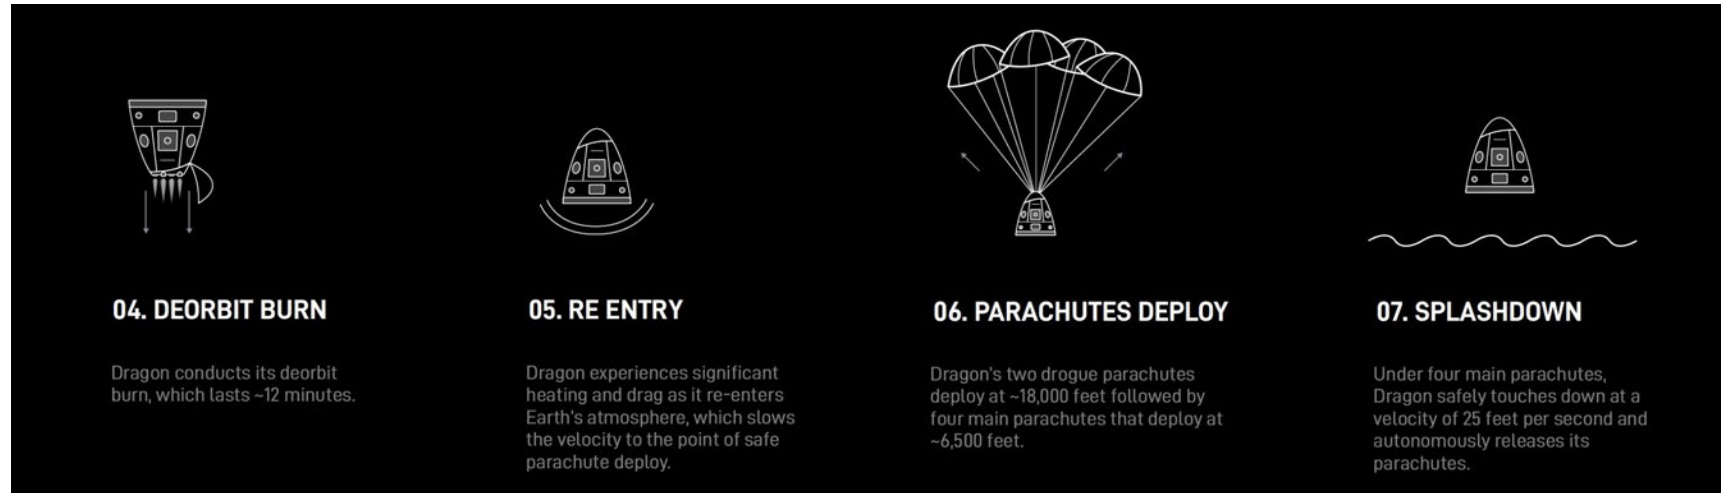 04. DEORBIT BURN
Dragon conducts its deorbit
burn, which lasts ~12 minutes.
05. RE ENTRY
Dragon experiences significant
heating and drag as it re-enters
Earth's atmosphere, which slows
the velocity to the point of safe
parachute deploy.
06. PARACHUTES DEPLOY
Dragon's two drogue parachutes
deploy at ~18,000 feet followed by
four main parachutes that deploy at
~6,500 feet.
07. SPLASHDOWN
Under four main parachutes,
Dragon safely touches down at a
velocity of 25 feet per second and
autonomously releases its
parachutes.